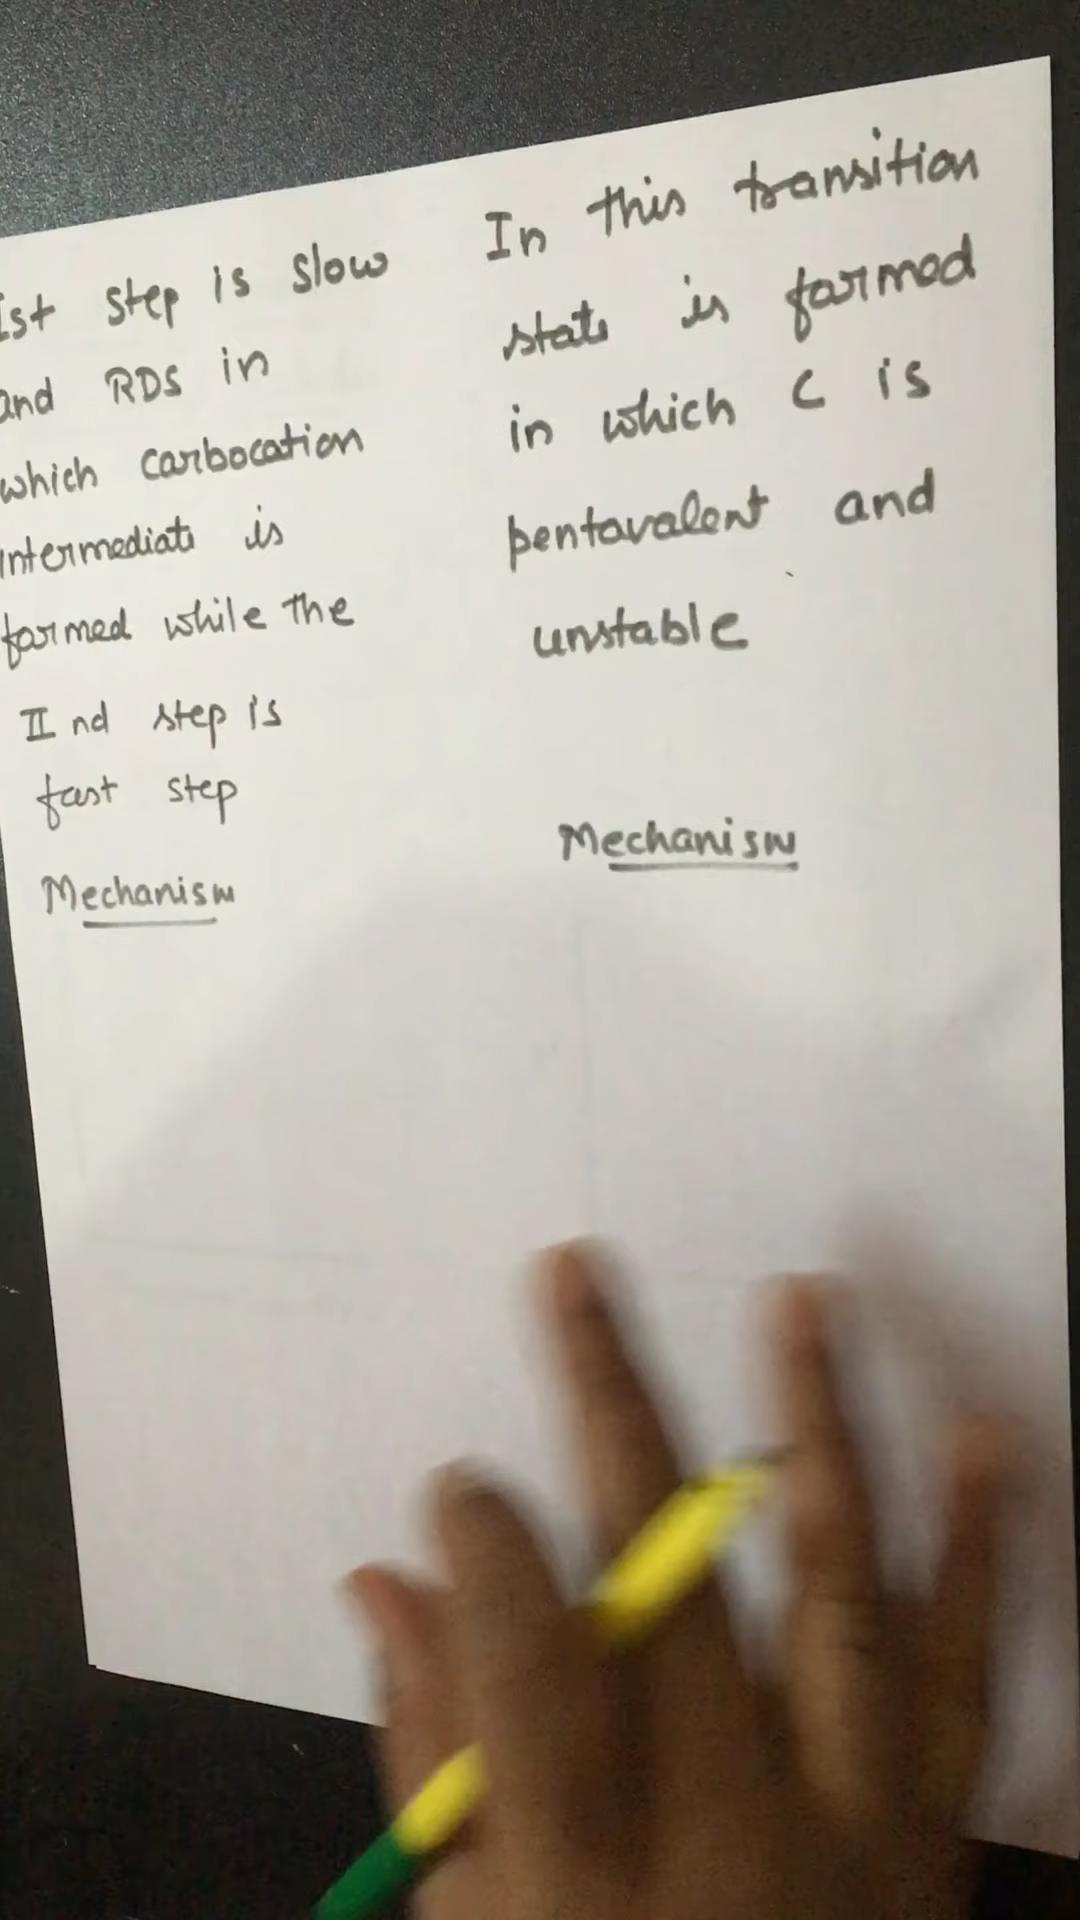 Ist step is slow
and RDS in
which carbocation
intermediate is
formed while the
II nd step is
fast step
Mechanism
In this transition
state is formed
in which C is
pentavalent and
unstable
Mechanism